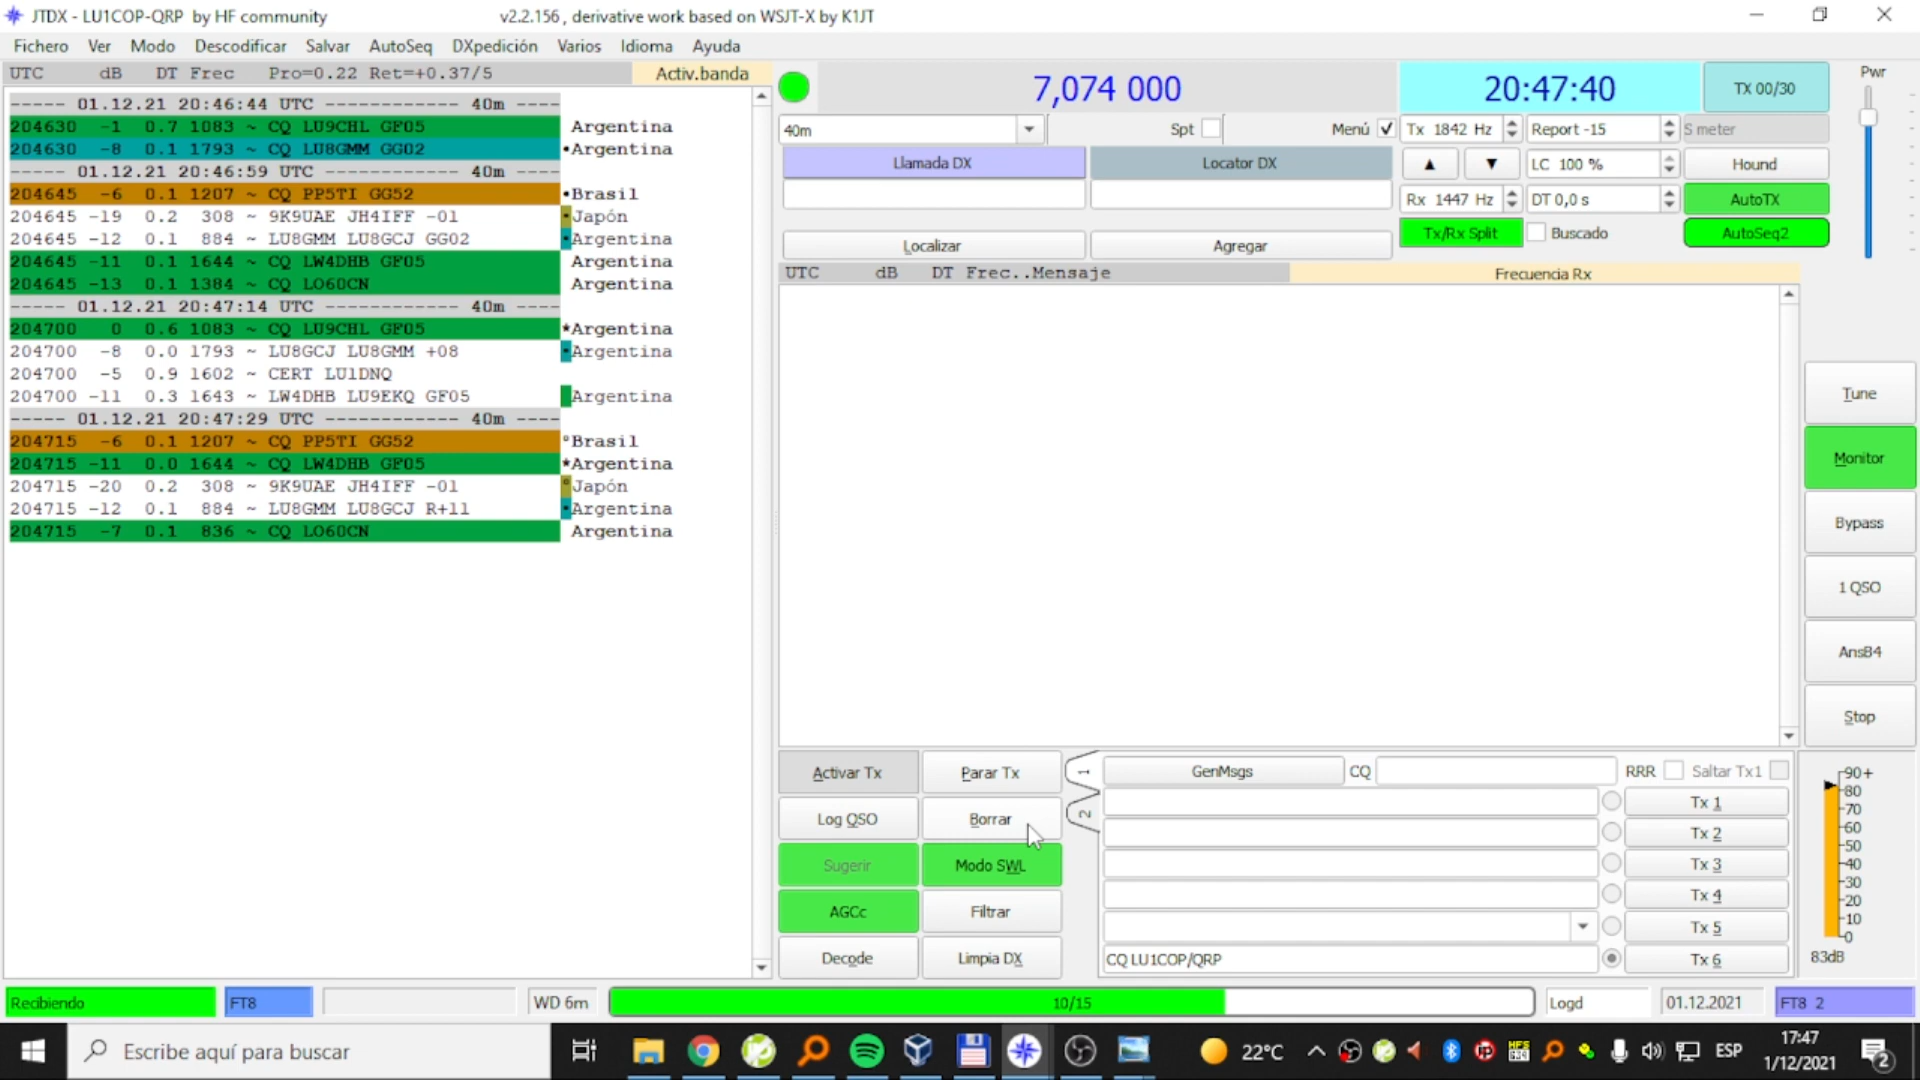 JTDX - LU1COP-QRP by HF community v2.2.156 , derivative work based on WSJT-X by K1JT
Fichero Ver Modo Descodificar Salvar AutoSeq DXpedición Varios Idioma Ayuda
UTC dB DT Frec Pro=0.22 Ret=+0.37/5 Activ.banda
----- 01.12.21 20:46:44 UTC ------------ 40m ----
204630 -1 0.7 1083 ~ CQ LU9CHL GF05 Argentina
204630 -8 0.1 1793 ~ CQ LU8GMM GG02 •Argentina
----- 01.12.21 20:46:59 UTC ------------ 40m ----
204645 -6 0.1 1207 ~ CQ PP5TI GG52 •Brasil
204645 -19 0.2 308 ~ 9K9UAE JH4IFF -01 •Japón
204645 -12 0.1 884 ~ LU8GMM LU8GCJ GG02 •Argentina
204645 -11 0.1 1644 ~ CQ LW4DHB GF05 Argentina
204645 -13 0.1 1384 ~ CQ LO60CN Argentina
----- 01.12.21 20:47:14 UTC ------------ 40m ----
204700 0 0.6 1083 ~ CQ LU9CHL GF05 *Argentina
204700 -8 0.0 1793 ~ LU8GCJ LU8GMM +08 •Argentina
204700 -5 0.9 1602 ~ CERT LU1DNQ
204700 -11 0.3 1643 ~ LW4DHB LU9EKQ GF05 Argentina
----- 01.12.21 20:47:29 UTC ------------ 40m ----
204715 -6 0.1 1207 ~ CQ PP5TI GG52 °Brasil
204715 -11 0.0 1644 ~ CQ LW4DHB GF05 *Argentina
204715 -20 0.2 308 ~ 9K9UAE JH4IFF -01 °Japón
204715 -12 0.1 884 ~ LU8GMM LU8GCJ R+11 •Argentina
204715 -7 0.1 836 ~ CQ LO60CN Argentina
7,074 000
20:47:40
TX 00/30
Pwr
40m
Spt
Menú
Tx 1842 Hz
Report -15
S meter
Llamada DX
Locator DX
▲
▼
LC 100 %
Hound
Rx 1447 Hz
DT 0,0 s
AutoTX
Localizar
Agregar
Tx/Rx Split
Buscado
AutoSeq2
UTC dB DT Frec..Mensaje
Frecuencia Rx
Tune
Monitor
Bypass
1 QSO
AnsB4
Stop
Activar Tx
Parar Tx
Log QSO
Borrar
Sugerir
Modo SWL
AGCc
Filtrar
Decode
Limpia DX
1
2
GenMsgs
CQ
RRR
Saltar Tx1
Tx 1
Tx 2
Tx 3
Tx 4
Tx 5
CQ LU1COP/QRP
Tx 6
90+
80
70
60
50
40
30
20
10
0
83dB
Recibiendo
FT8
WD 6m
10/15
Logd
01.12.2021
FT8 2
Escribe aquí para buscar
22°C
ESP
17:47
1/12/2021
2